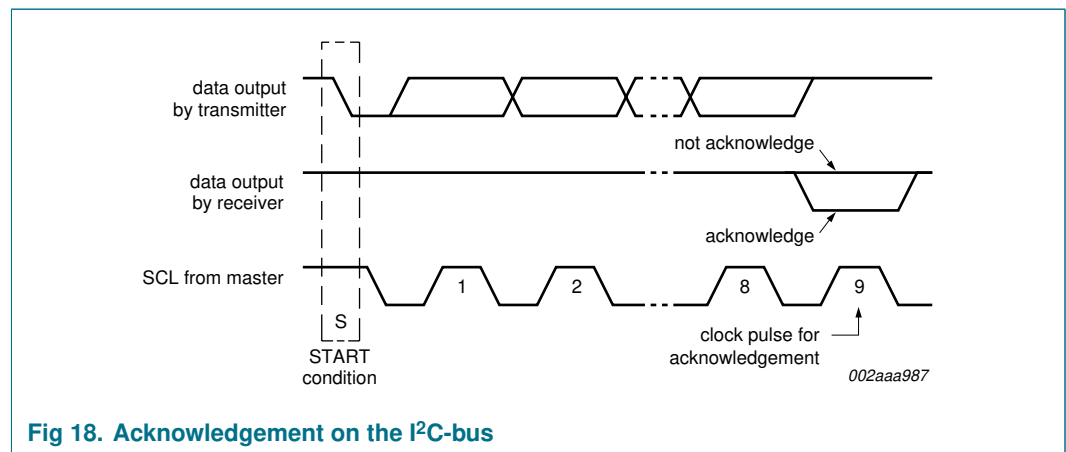 data output
by transmitter
not acknowledge
data output
by receiver
acknowledge
SCL from master
1
2
8
9
S
START
condition
clock pulse for
acknowledgement
002aaa987
Fig 18. Acknowledgement on the I²C-bus